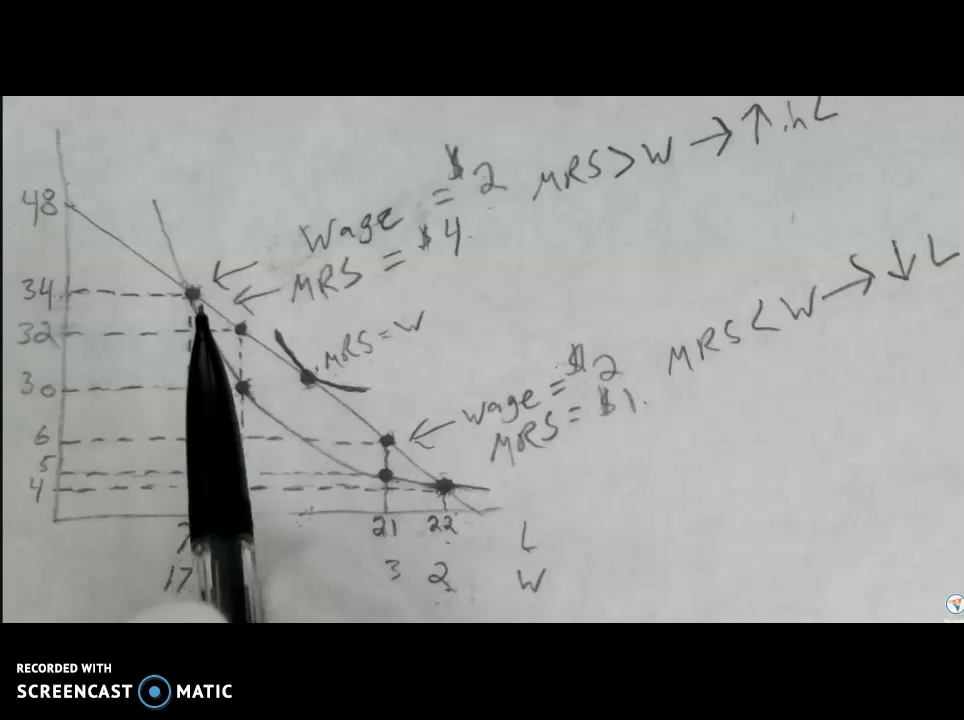 48
34
32
30
6
5
4
Wage = $2 MRS > W → ↑ in L
MRS = $4.
MRS = W
Wage = $2 MRS < W → ↓ L
MRS = $1.
7 21 22 L
17 3 2 W
RECORDED WITH
SCREENCAST MATIC